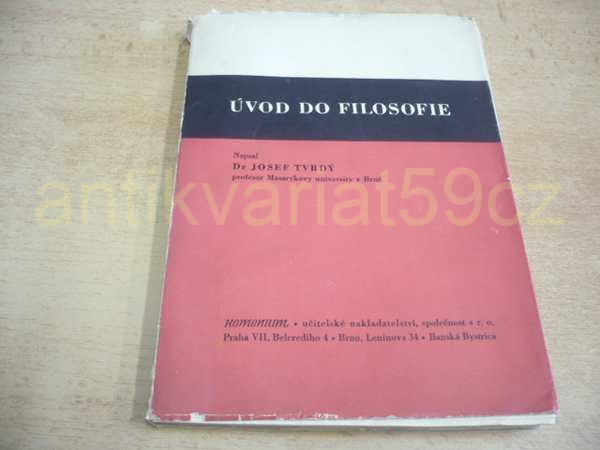 ÚVOD DO FILOSOFIE
Napsal
Dr JOSEF TVRDÝ
profesor Masarykovy university v Brně
antikvariat59cz
KOMENIUM • učitelské nakladatelství, společnost s r. o.
Praha VII, Belcrediho 4 • Brno, Leninova 34 • Banská Bystrica